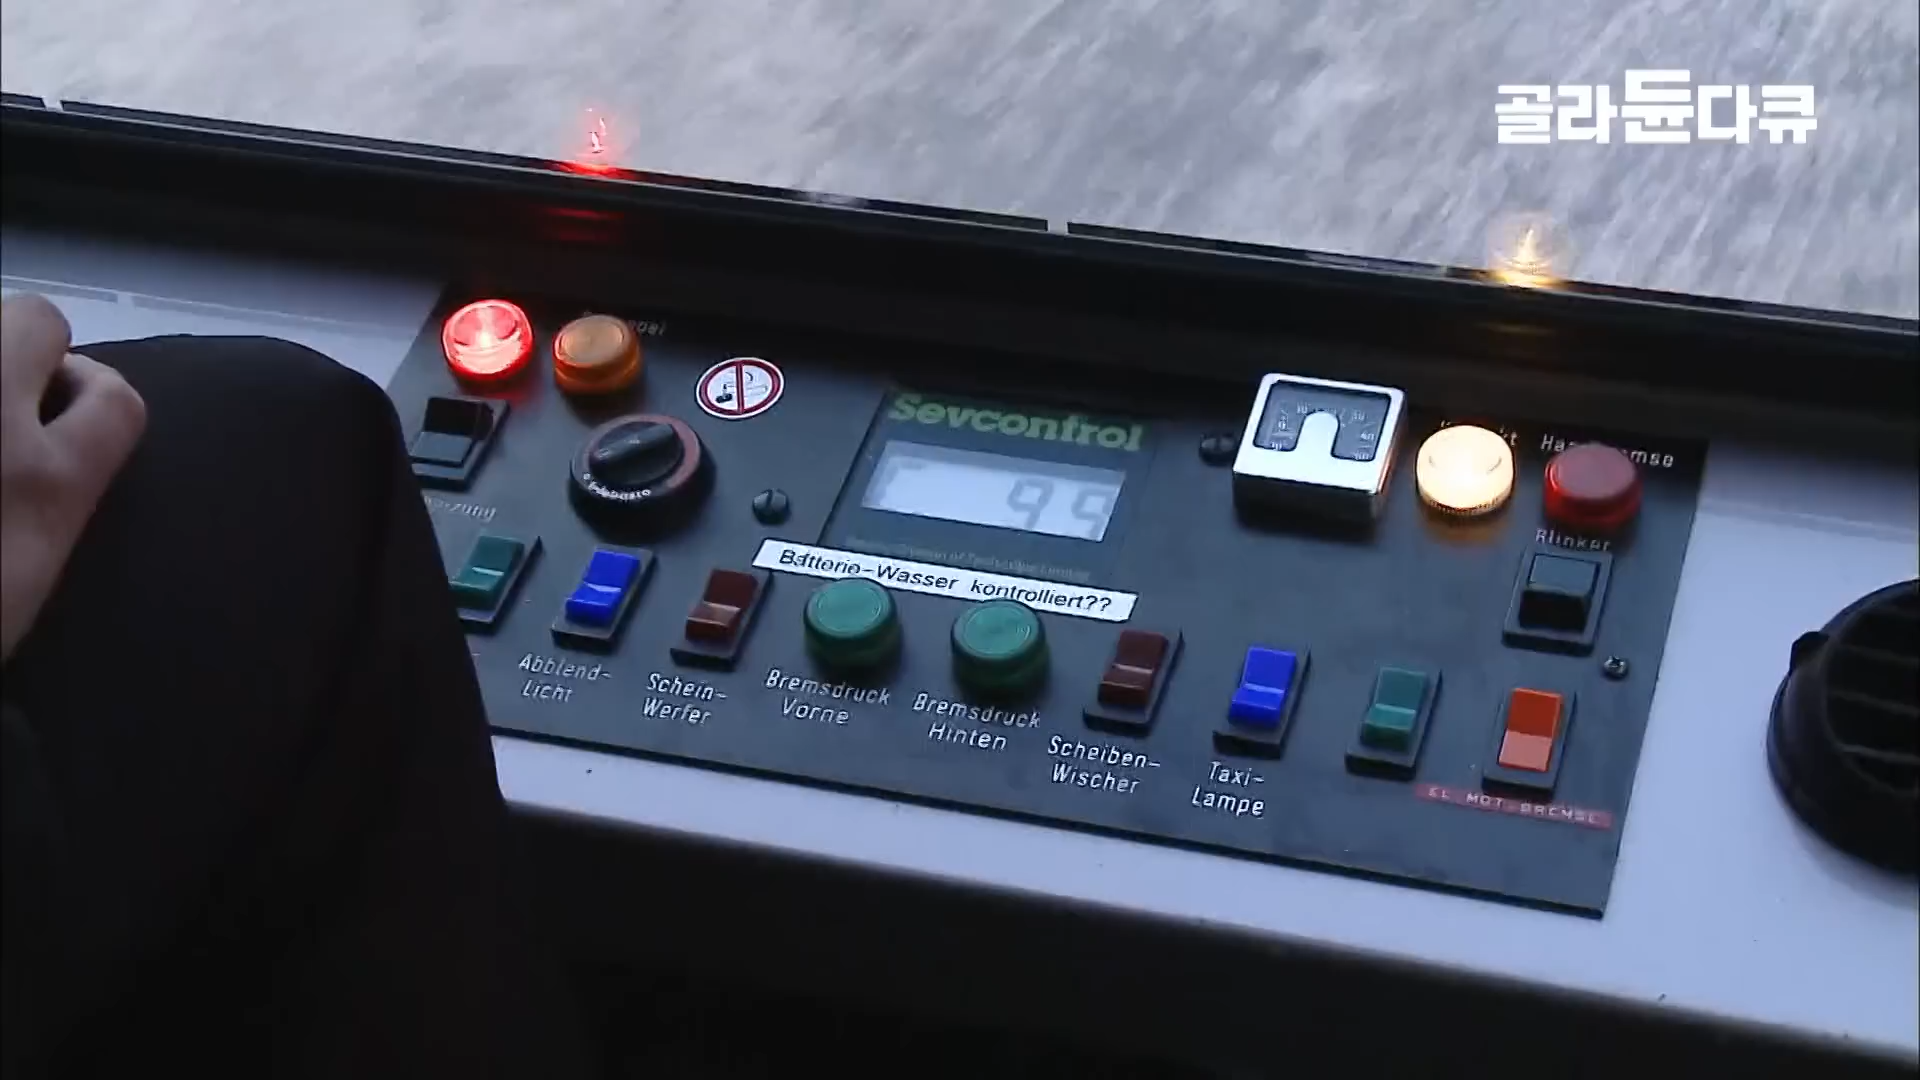 골라듄다큐
Sevcontrol
99
Handbremse
Blinker
Batterie-Wasser kontrolliert??
Abblend-
Licht
Schein-
Werfer
Bremsdruck
Vorne
Bremsdruck
Hinten
Scheiben-
Wischer
Taxi-
Lampe
EL. MOT. BREMSE